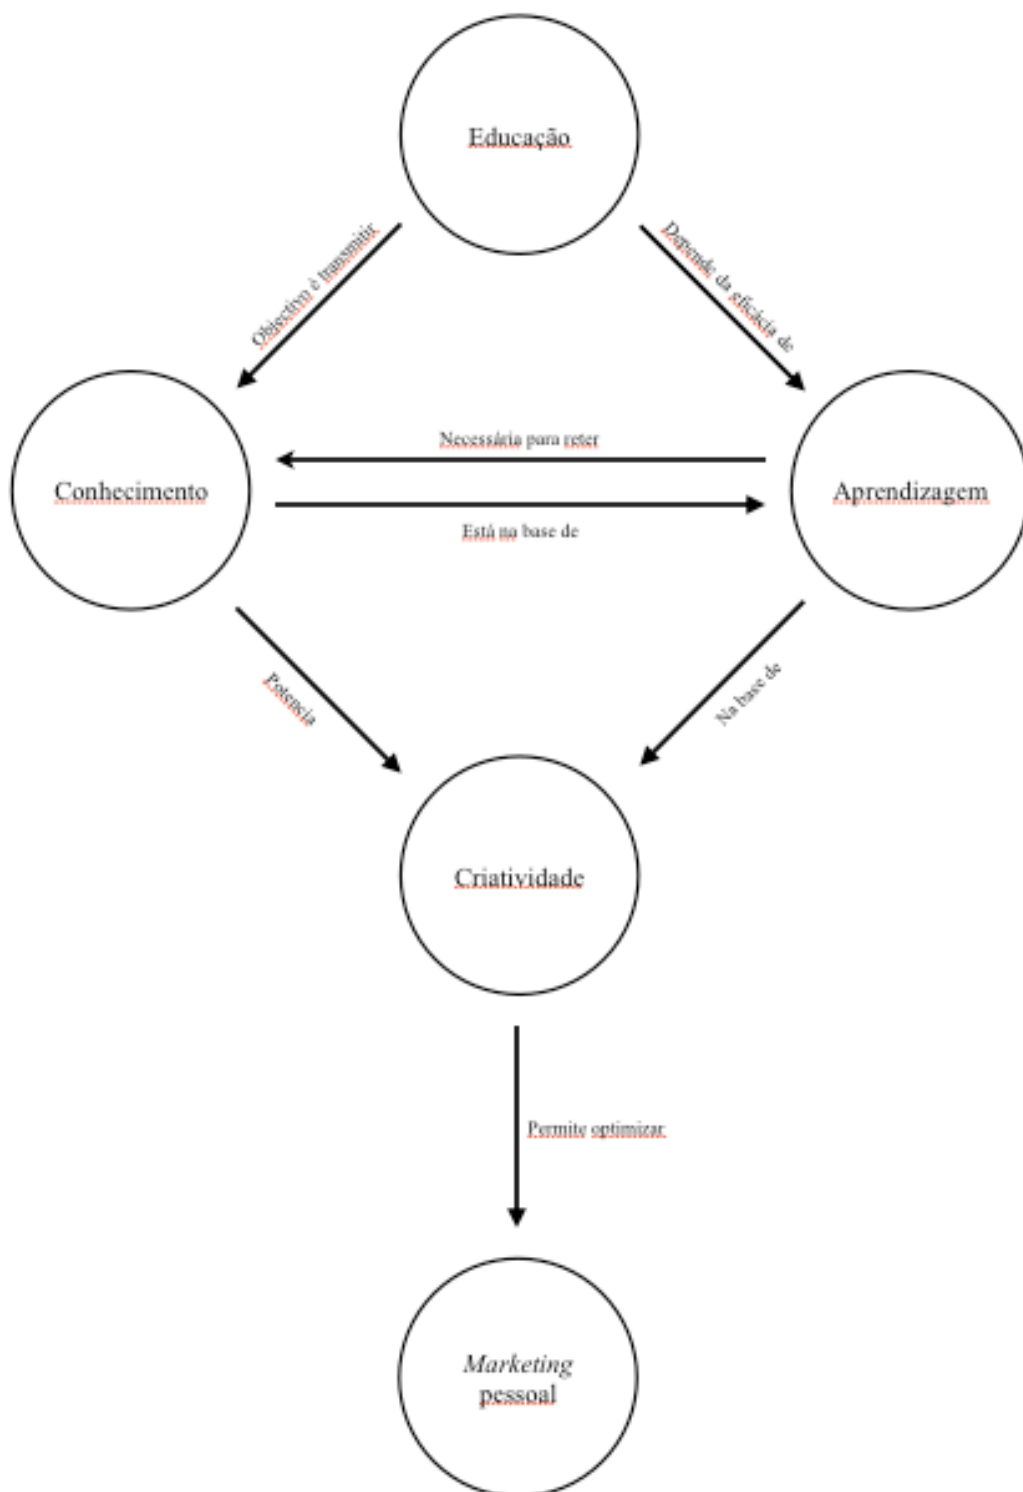 Educação
Objectivo è transmitir
Depende da eficácia de
Necessária para reter
Conhecimento
Aprendizagem
Está na base de
Potencia
Na base de
Criatividade
Permite optimizar
Marketing
pessoal